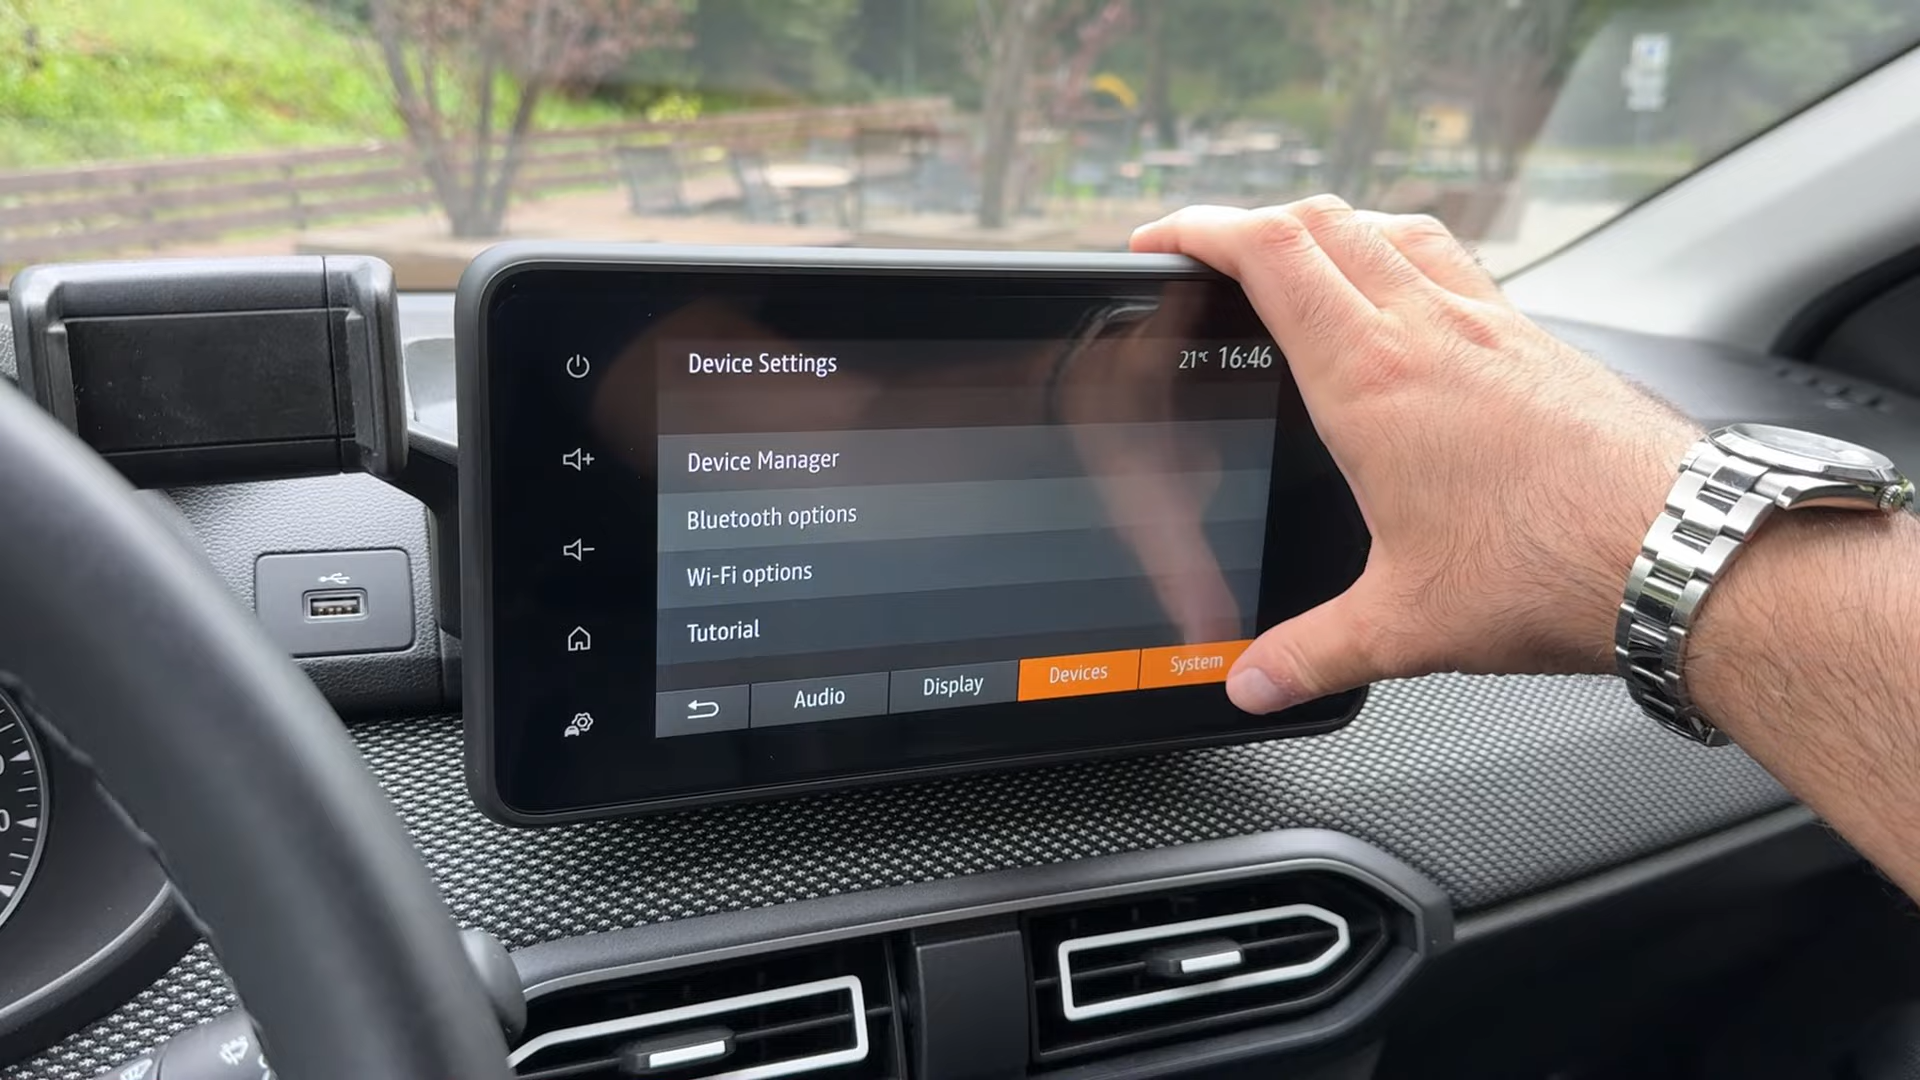 Device Settings
21°C 16:46
Device Manager
Bluetooth options
Wi-Fi options
Tutorial
Audio Display Devices System